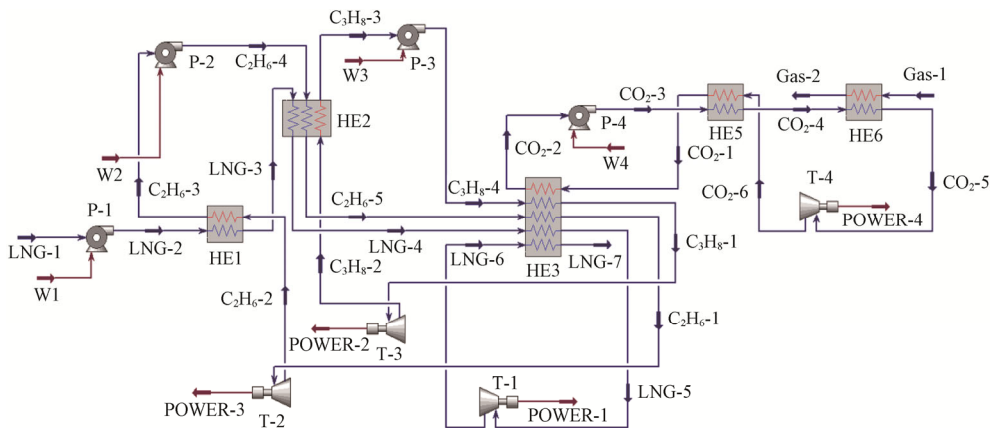 C₃H₈-3
P-2
C₂H₆-4
W3
P-3
Gas-2
Gas-1
CO₂-3
HE2
P-4
HE5
CO₂-4
HE6
W2
LNG-3
CO₂-2
W4
CO₂-1
C₂H₆-3
C₃H₈-4
CO₂-6
T-4
CO₂-5
P-1
C₂H₆-5
POWER-4
LNG-1
LNG-2
HE1
LNG-4
C₃H₈-1
LNG-6
LNG-7
W1
C₃H₈-2
HE3
C₂H₆-2
C₂H₆-1
POWER-2
T-3
T-1
LNG-5
POWER-3
T-2
POWER-1